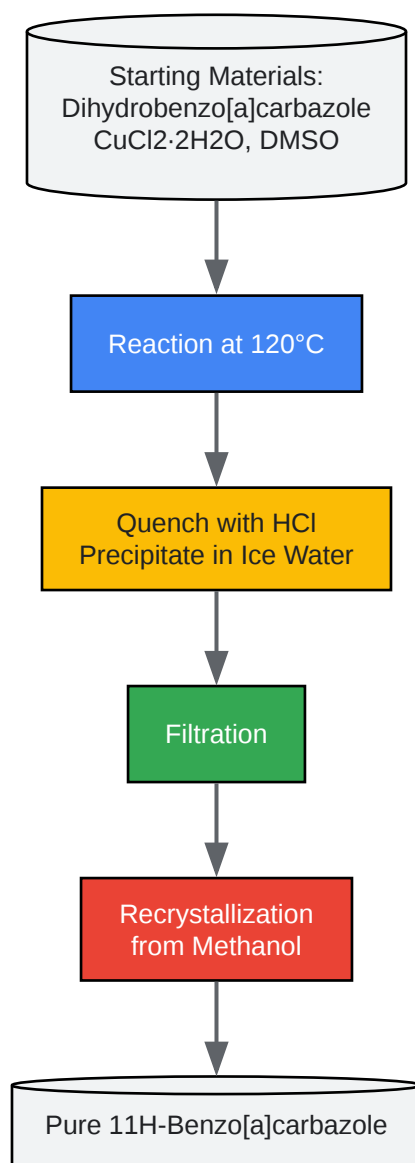 Starting Materials:
Dihydrobenzo[a]carbazole
CuCl2·2H2O, DMSO
Reaction at 120°C
Quench with HCl
Precipitate in Ice Water
Filtration
Recrystallization
from Methanol
Pure 11H-Benzo[a]carbazole